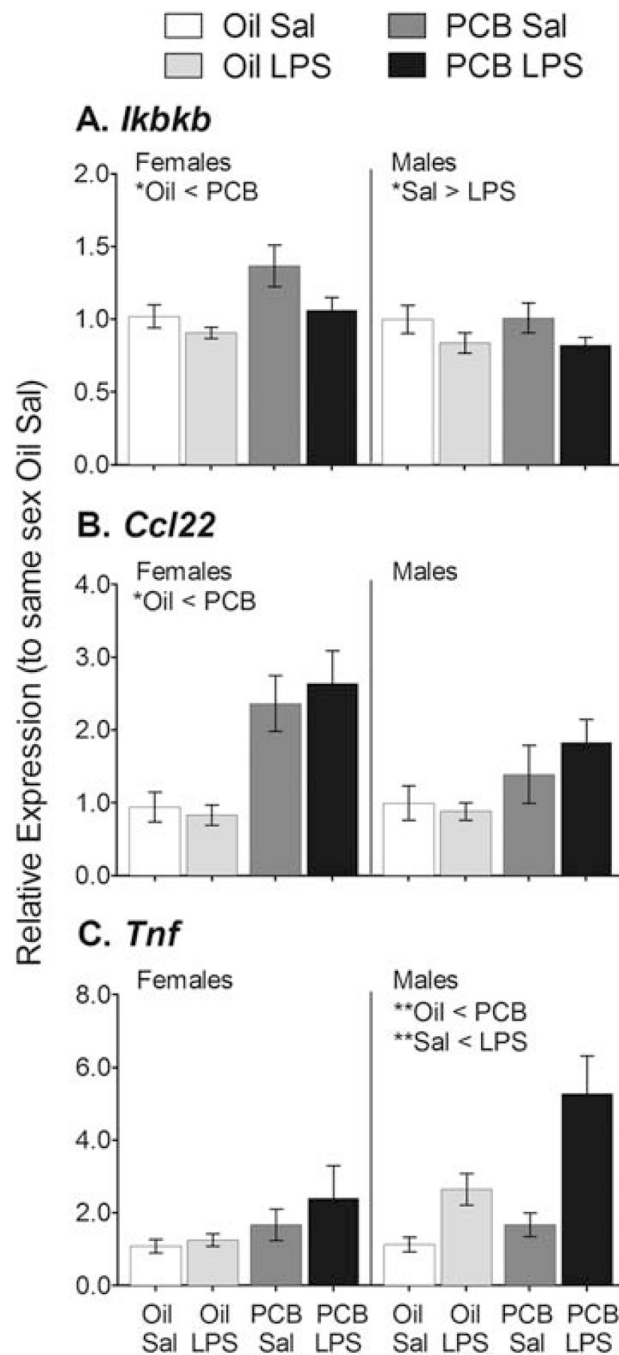 Oil Sal PCB Sal
Oil LPS PCB LPS
A. Ikbkb
Females Males
*Oil < PCB *Sal > LPS
2.0
1.5
1.0
0.5
0.0
B. Ccl22
Females Males
*Oil < PCB
4.0
3.0
2.0
1.0
0.0
C. Tnf
Females Males
**Oil < PCB
**Sal < LPS
8.0
6.0
4.0
2.0
0.0
Relative Expression (to same sex Oil Sal)
Oil Oil PCB PCB Oil Oil PCB PCB
Sal LPS Sal LPS Sal LPS Sal LPS